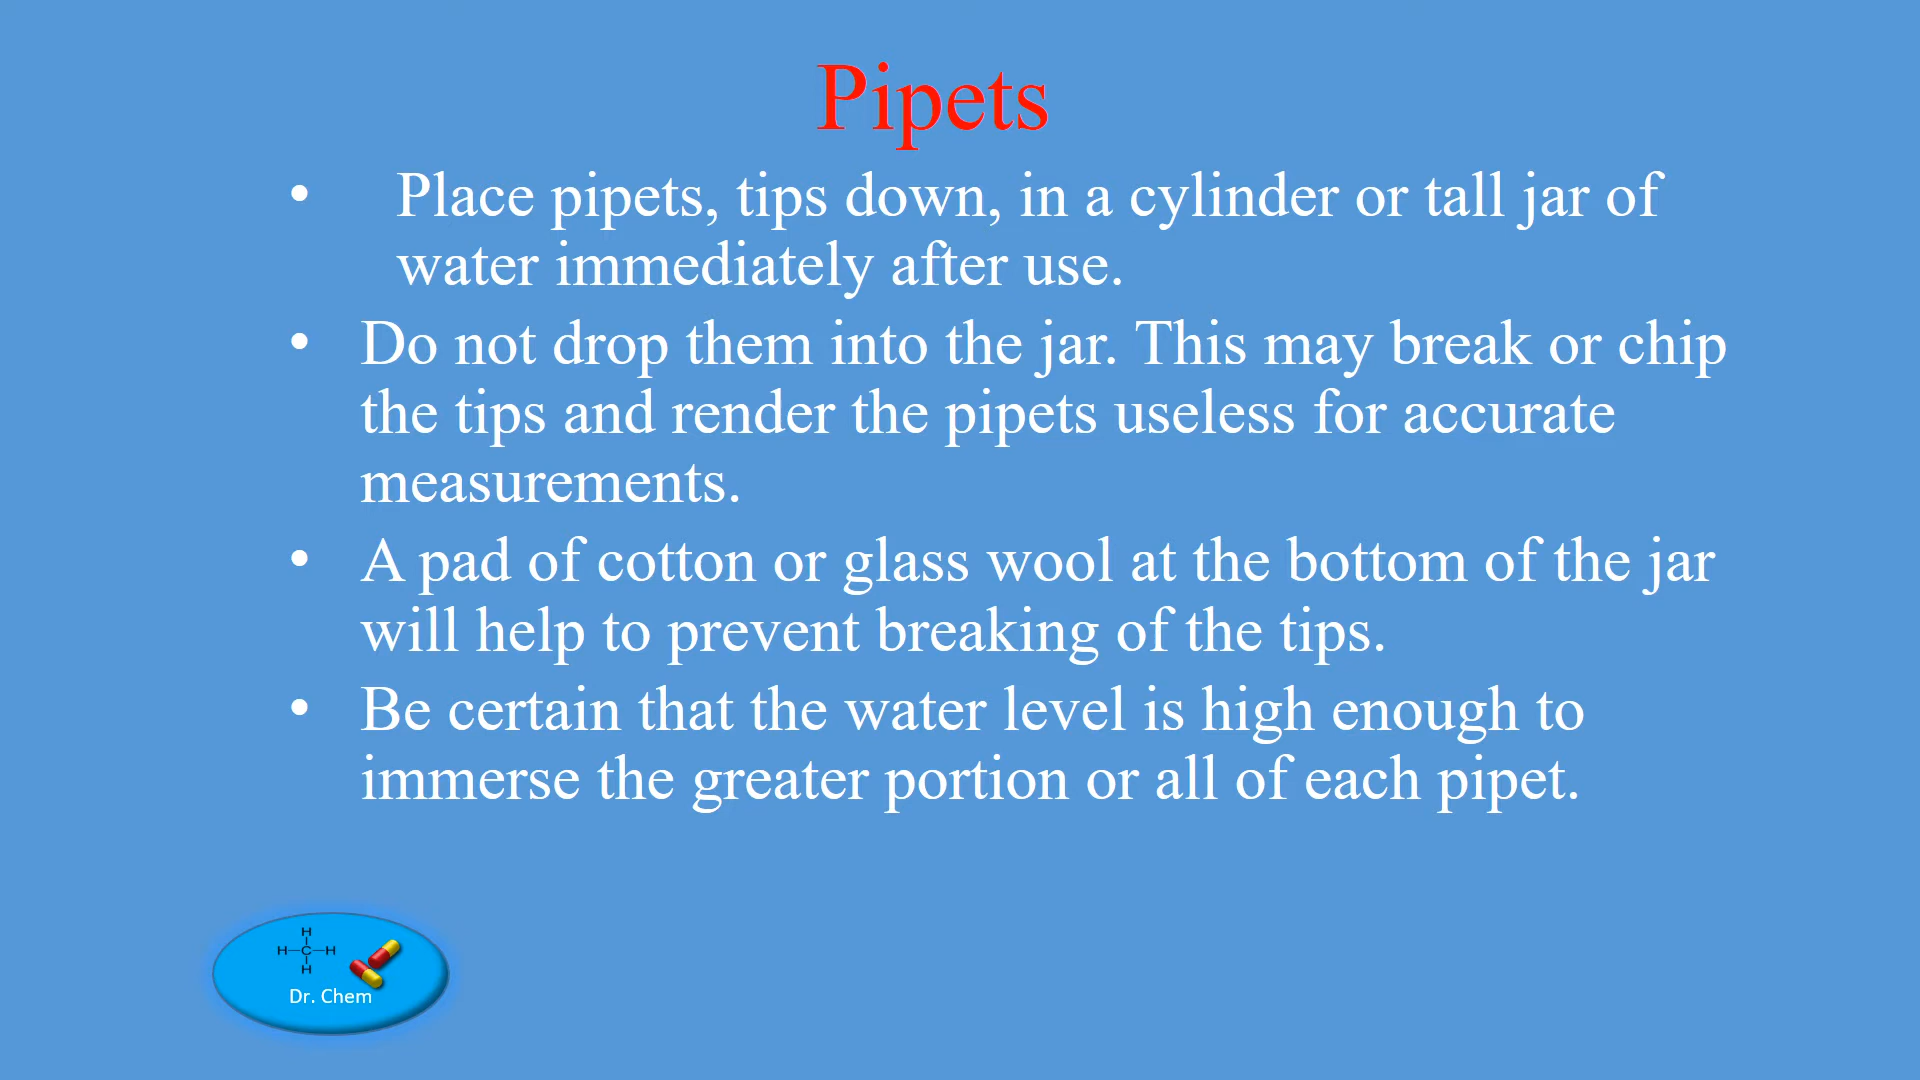 Pipets
• Place pipets, tips down, in a cylinder or tall jar of
water immediately after use.
• Do not drop them into the jar. This may break or chip
the tips and render the pipets useless for accurate
measurements.
• A pad of cotton or glass wool at the bottom of the jar
will help to prevent breaking of the tips.
• Be certain that the water level is high enough to
immerse the greater portion or all of each pipet.
H
H C H
H
Dr. Chem